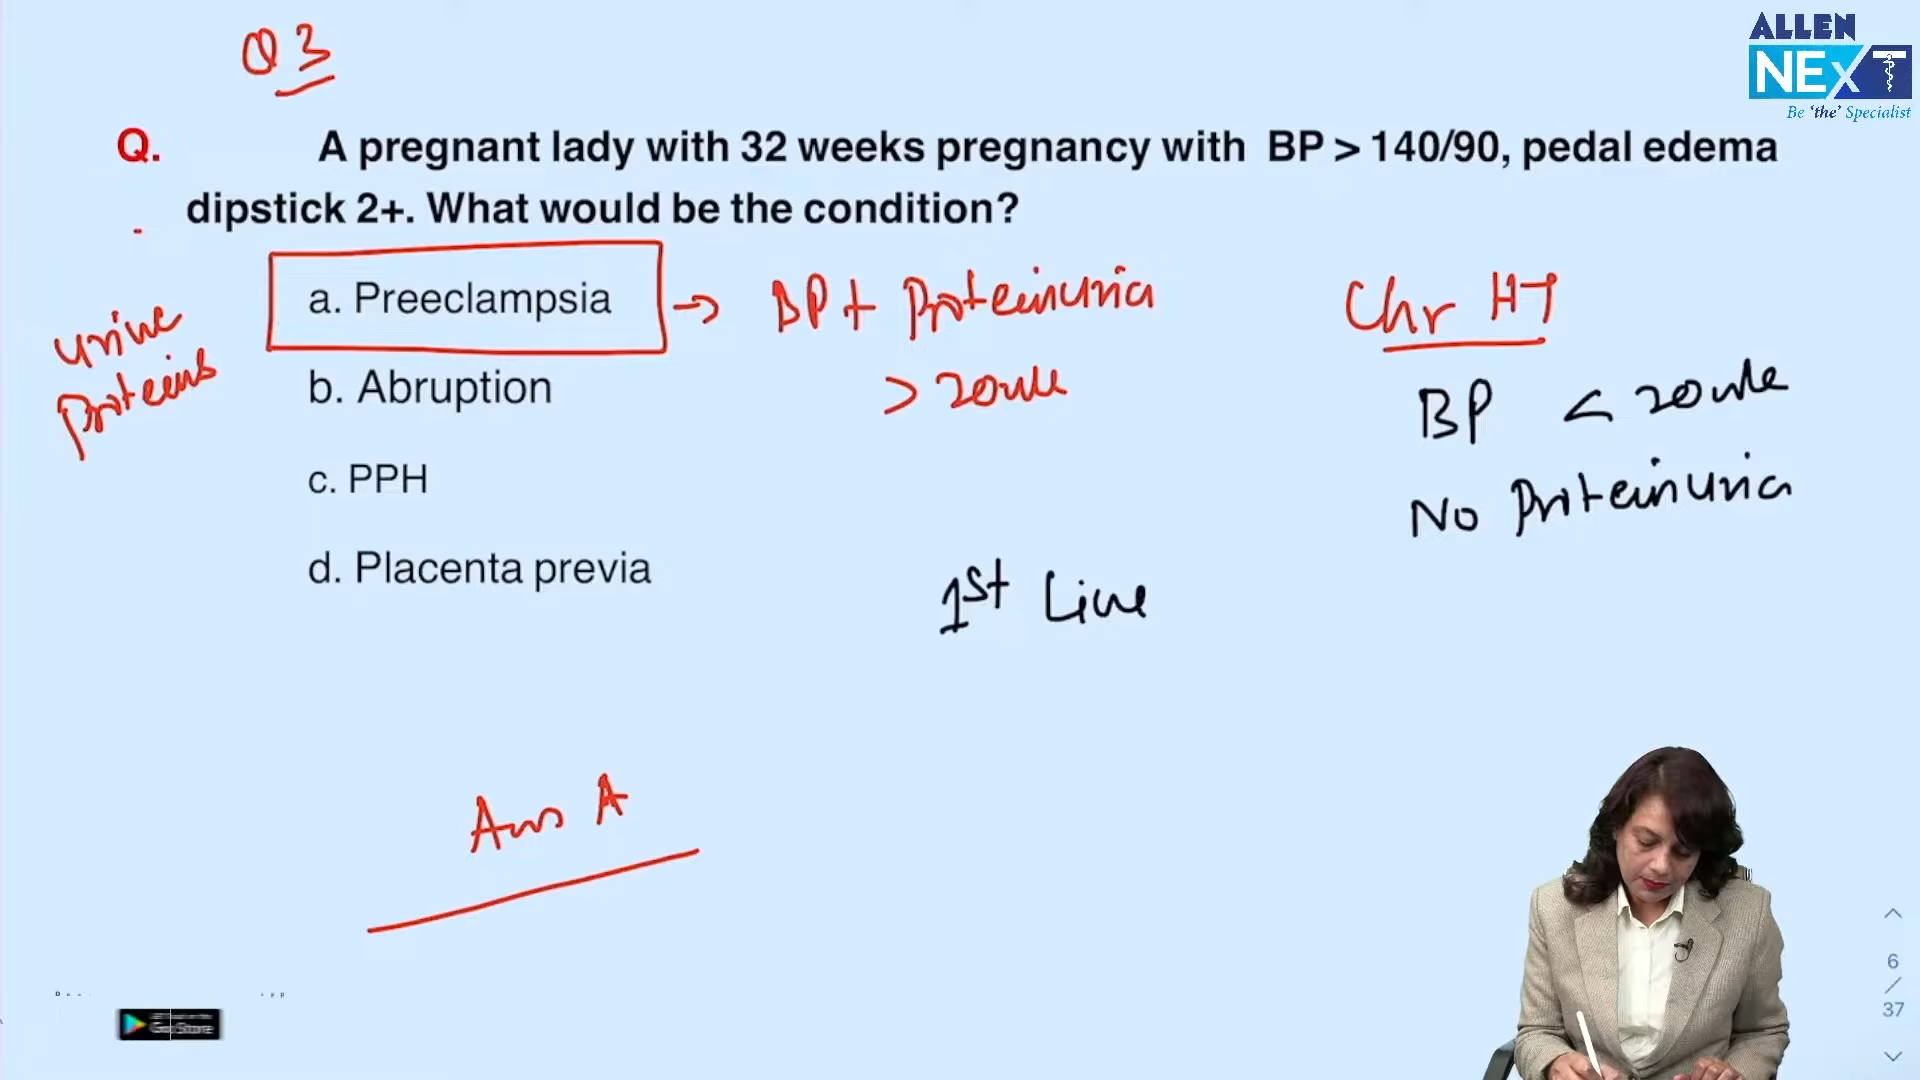 Q 3
ALLEN
NExT
Be 'the' Specialist
Q. A pregnant lady with 32 weeks pregnancy with BP > 140/90, pedal edema
dipstick 2+. What would be the condition?
urine
proteins
a. Preeclampsia → BP + Proteinuria
> 20wk
b. Abruption
c. PPH
d. Placenta previa
Chr HT
BP < 20wk
No Proteinuria
1st Line
Ans A
6
/
37